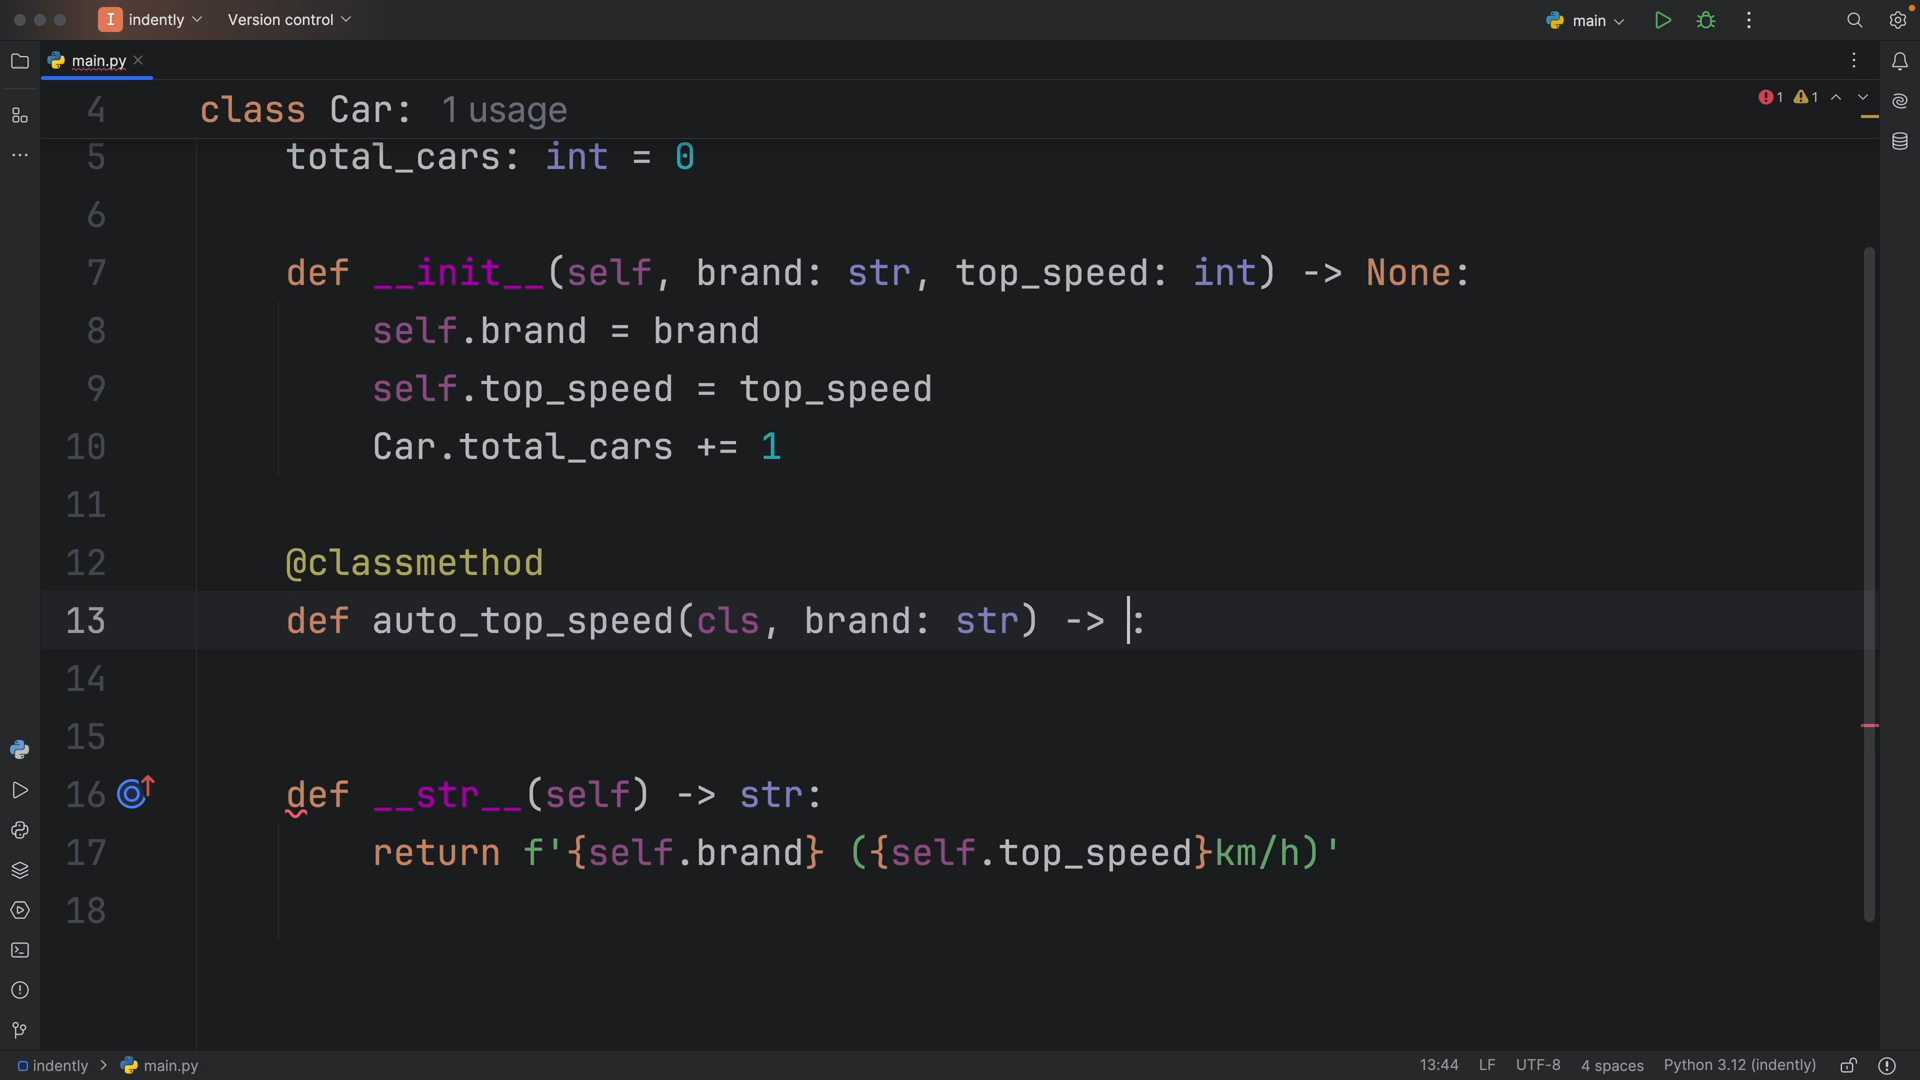 I indently Version control main
main.py
4 class Car: 1 usage 1 1
5 total_cars: int = 0
6
7 def __init__(self, brand: str, top_speed: int) -> None:
8 self.brand = brand
9 self.top_speed = top_speed
10 Car.total_cars += 1
11
12 @classmethod
13 def auto_top_speed(cls, brand: str) -> :
14
15
16 def __str__(self) -> str:
17 return f'{self.brand} ({self.top_speed}km/h)'
18
indently > main.py 13:44 LF UTF-8 4 spaces Python 3.12 (indently)